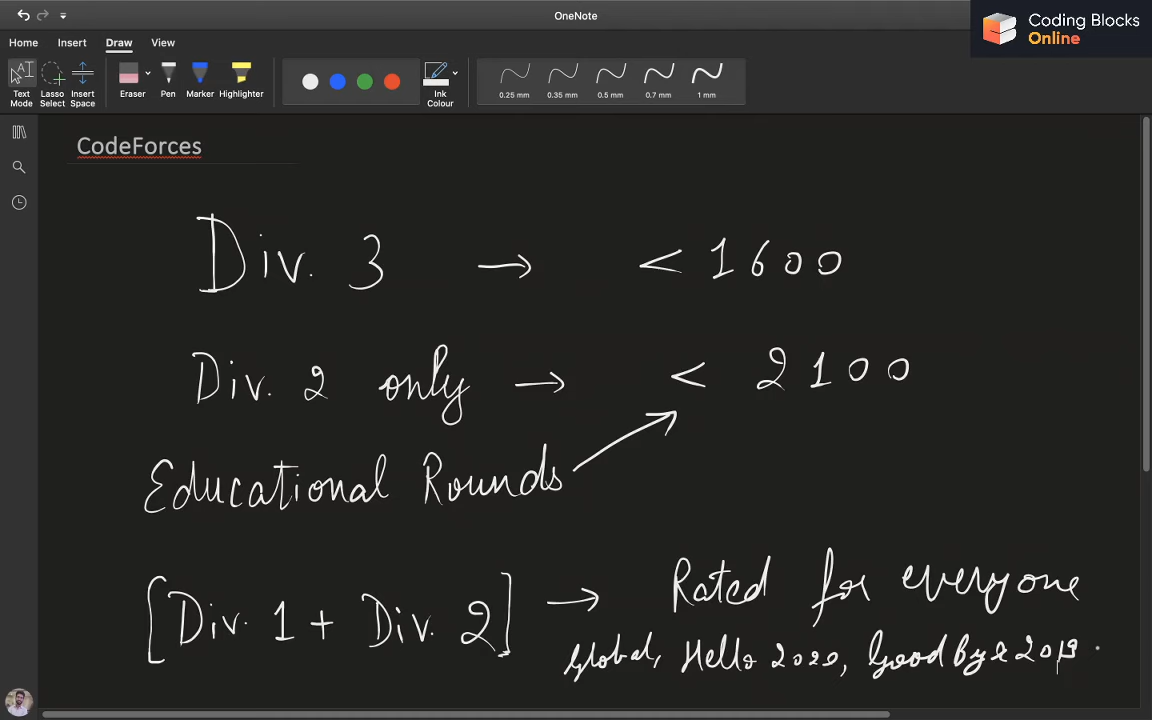 OneNote
Coding Blocks
Online
Home Insert Draw View
Text Mode
Lasso Select
Insert Space
Eraser
Pen
Marker
Highlighter
Ink Colour
0.25 mm
0.35 mm
0.5 mm
0.7 mm
1 mm
CodeForces
Div. 3 → < 1600
Div. 2 only → < 2100
Educational Rounds
[Div. 1 + Div. 2] → Rated for everyone
Global, Hello 2020, Good Bye 2019